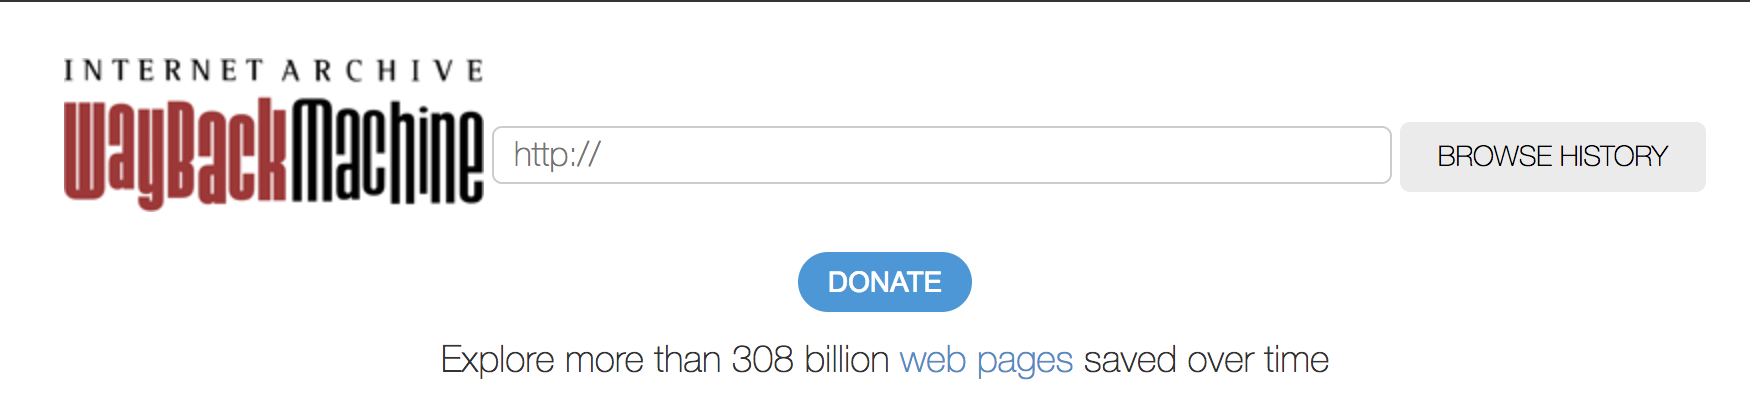 INTERNET ARCHIVE
WayBackMachine
http://
BROWSE HISTORY
DONATE
Explore more than 308 billion web pages saved over time